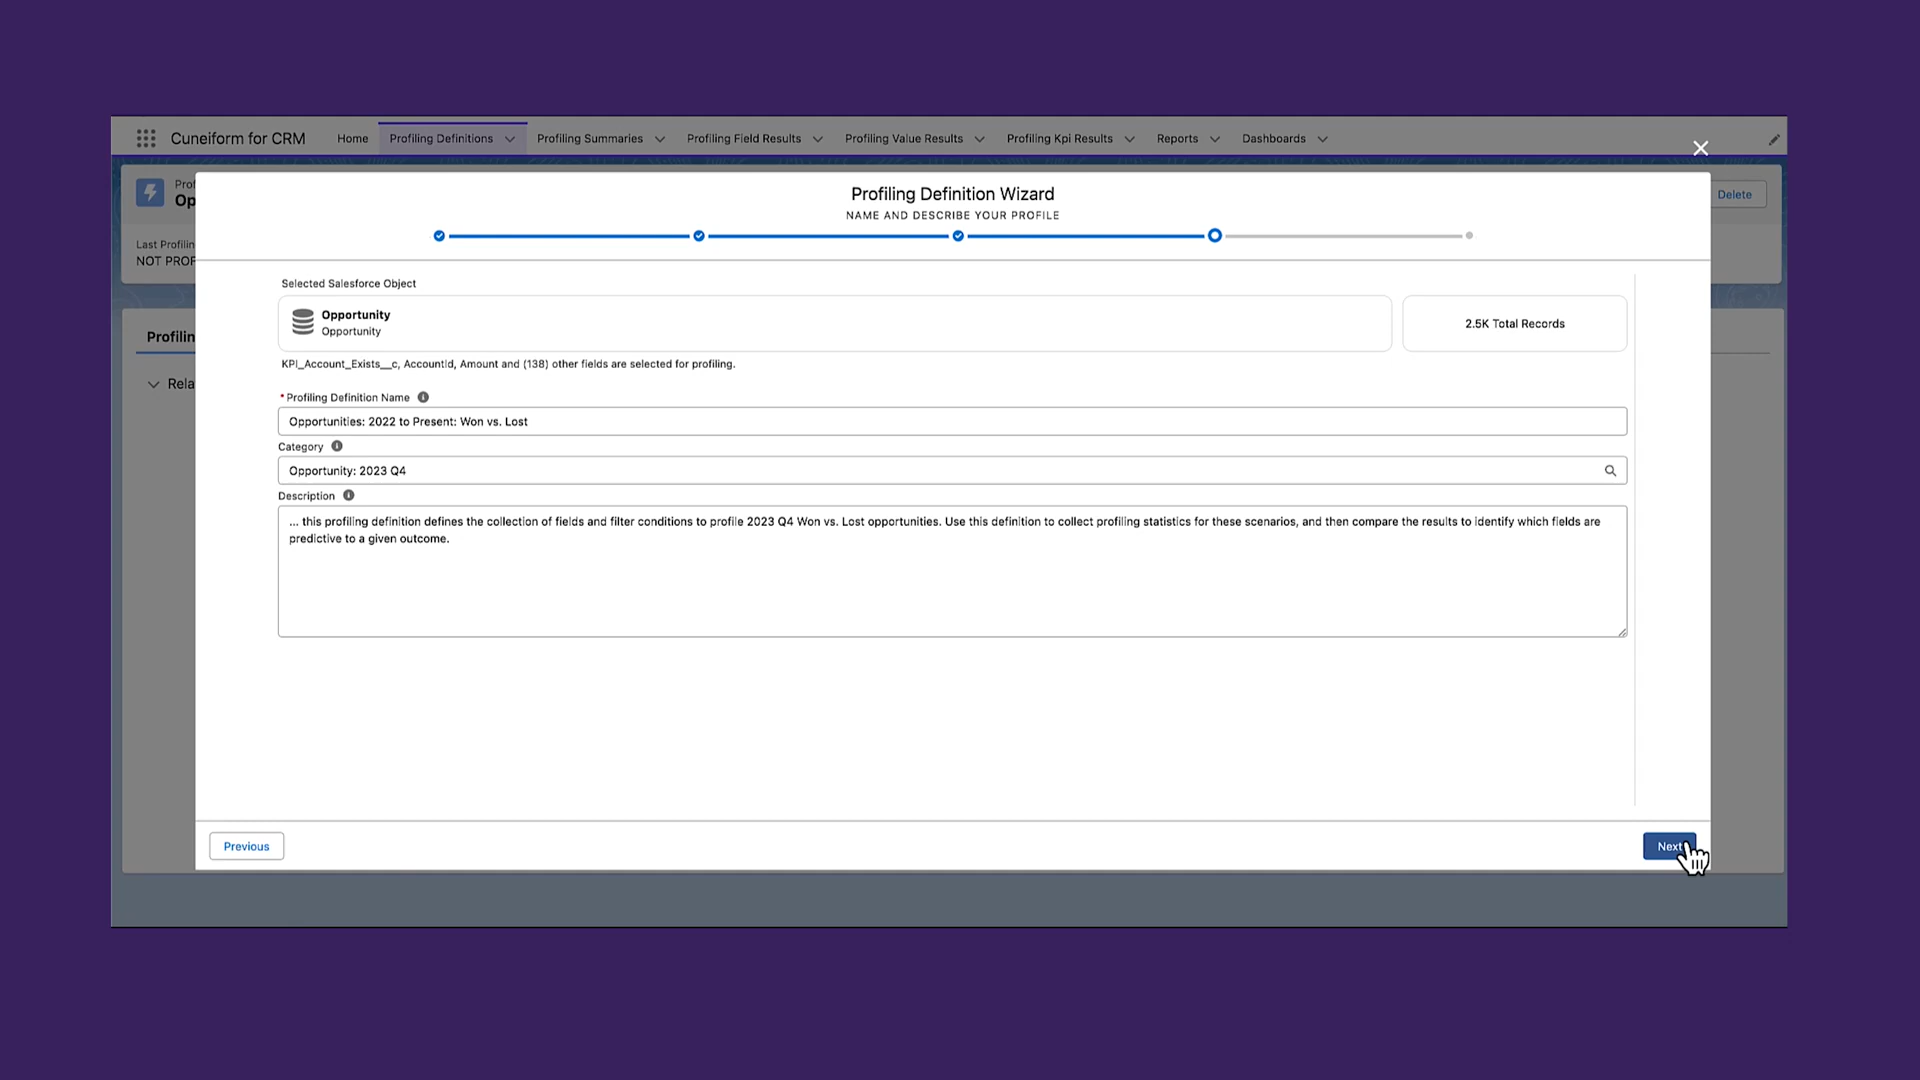 Cuneiform for CRM Home Profiling Definitions Profiling Summaries Profiling Field Results Profiling Value Results Profiling Kpi Results Reports Dashboards
Prof
Op
Delete
Last Profilin
NOT PROF
Profilin
Rela
Profiling Definition Wizard
NAME AND DESCRIBE YOUR PROFILE
Selected Salesforce Object
Opportunity
Opportunity
2.5K Total Records
KPI_Account_Exists__c, AccountId, Amount and (138) other fields are selected for profiling.
* Profiling Definition Name
Opportunities: 2022 to Present: Won vs. Lost
Category
Opportunity: 2023 Q4
Description
... this profiling definition defines the collection of fields and filter conditions to profile 2023 Q4 Won vs. Lost opportunities. Use this definition to collect profiling statistics for these scenarios, and then compare the results to identify which fields are
predictive to a given outcome.
Previous
Next